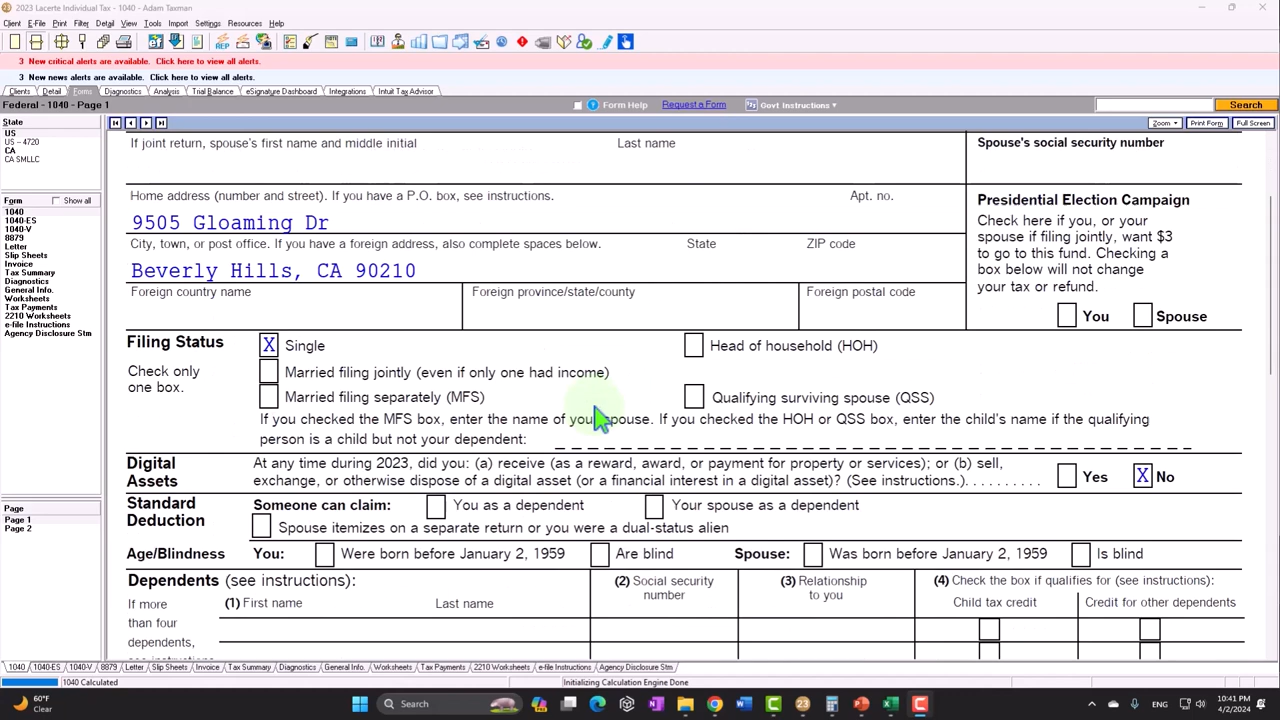 2023 Lacerte Individual Tax - 1040 - Adam Taxman
Client E-File Print Filter Detail View Tools Import Settings Resources Help
3 New critical alerts are available. Click here to view all alerts.
3 New news alerts are available. Click here to view all alerts.
Clients Detail Forms Diagnostics Analysis Trial Balance eSignature Dashboard Integrations Intuit Tax Advisor
Federal - 1040 - Page 1 Form Help Request a Form Govt Instructions Search
Zoom Print Form Full Screen
State
US
US - 4720
CA
CA SMLLC
Form Show all
1040
1040-ES
1040-V
8879
Letter
Slip Sheets
Invoice
Tax Summary
Diagnostics
General Info.
Worksheets
Tax Payments
2210 Worksheets
e-file Instructions
Agency Disclosure Stm
Page
Page 1
Page 2
If joint return, spouse's first name and middle initial Last name Spouse's social security number
Home address (number and street). If you have a P.O. box, see instructions. Apt. no.
9505 Gloaming Dr
City, town, or post office. If you have a foreign address, also complete spaces below. State ZIP code
Beverly Hills, CA 90210
Foreign country name Foreign province/state/county Foreign postal code
Presidential Election Campaign
Check here if you, or your
spouse if filing jointly, want $3
to go to this fund. Checking a
box below will not change
your tax or refund.
You Spouse
Filing Status X Single Head of household (HOH)
Check only
one box.
Married filing jointly (even if only one had income)
Married filing separately (MFS) Qualifying surviving spouse (QSS)
If you checked the MFS box, enter the name of your spouse. If you checked the HOH or QSS box, enter the child's name if the qualifying
person is a child but not your dependent:
Digital
Assets
At any time during 2023, did you: (a) receive (as a reward, award, or payment for property or services); or (b) sell,
exchange, or otherwise dispose of a digital asset (or a financial interest in a digital asset)? (See instructions.). . . . . . . . . . Yes X No
Standard
Deduction
Someone can claim: You as a dependent Your spouse as a dependent
Spouse itemizes on a separate return or you were a dual-status alien
Age/Blindness You: Were born before January 2, 1959 Are blind Spouse: Was born before January 2, 1959 Is blind
Dependents (see instructions):
If more
than four
dependents,
(1) First name Last name
(2) Social security
number
(3) Relationship
to you
(4) Check the box if qualifies for (see instructions):
Child tax credit Credit for other dependents
1040 1040-ES 1040-V 8879 Letter Slip Sheets Invoice Tax Summary Diagnostics General Info. Worksheets Tax Payments 2210 Worksheets e-file Instructions Agency Disclosure Stm
1040 Calculated Initializing Calculation Engine Done
60°F
Clear
Search
ENG
10:41 PM
4/2/2024